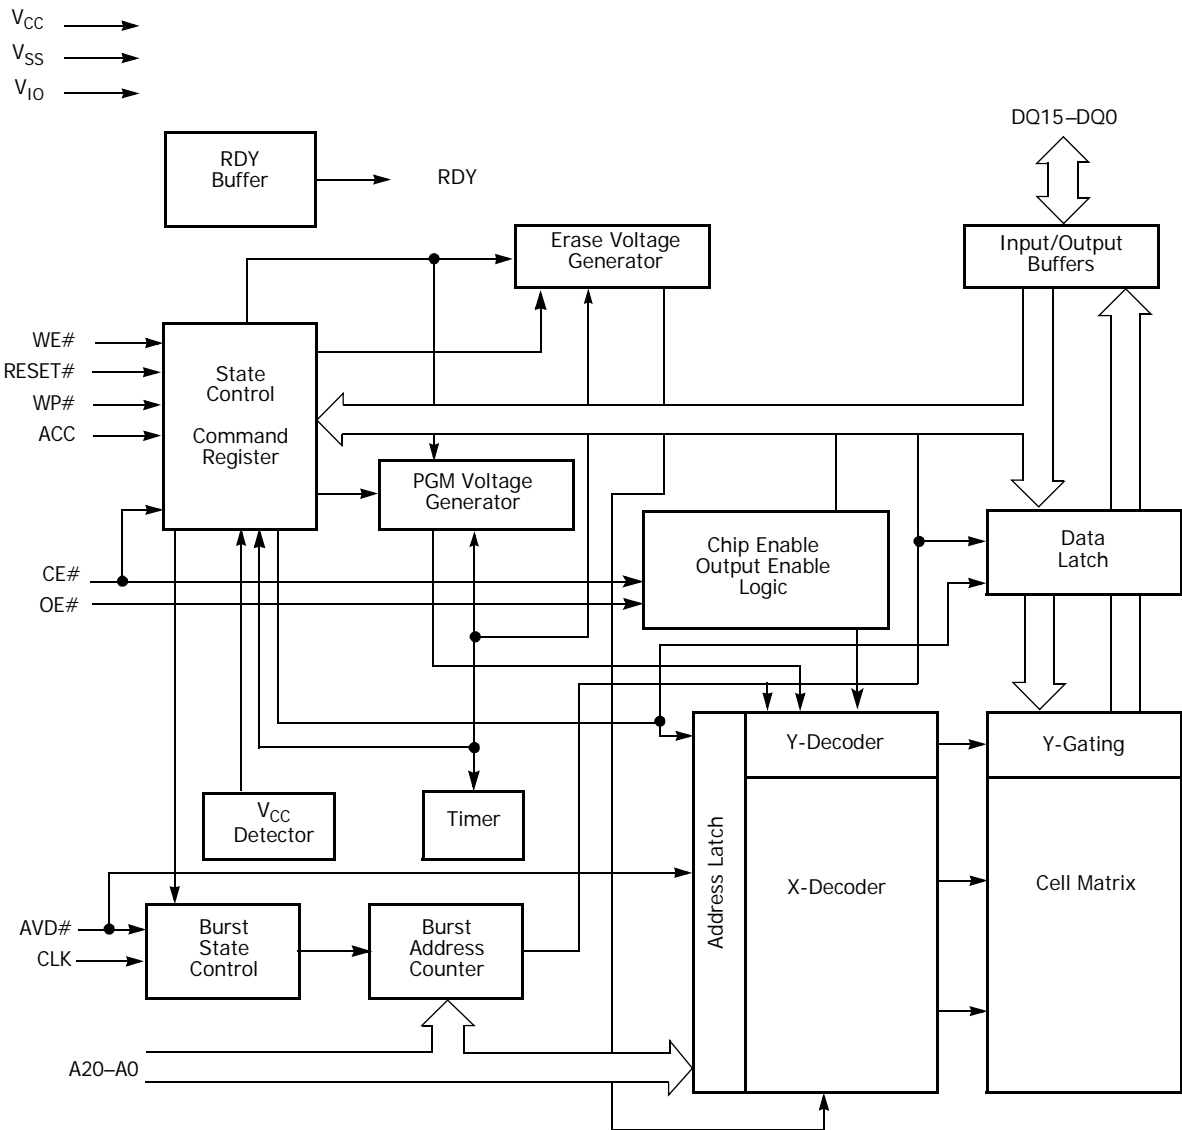 VCC
VSS
VIO
DQ15–DQ0
RDY
Buffer
RDY
Erase Voltage
Generator
Input/Output
Buffers
WE#
RESET#
WP#
ACC
State
Control
Command
Register
PGM Voltage
Generator
Chip Enable
Output Enable
Logic
Data
Latch
CE#
OE#
Y-Decoder
Y-Gating
VCC
Detector
Timer
Address Latch
X-Decoder
Cell Matrix
AVD#
CLK
Burst
State
Control
Burst
Address
Counter
A20–A0